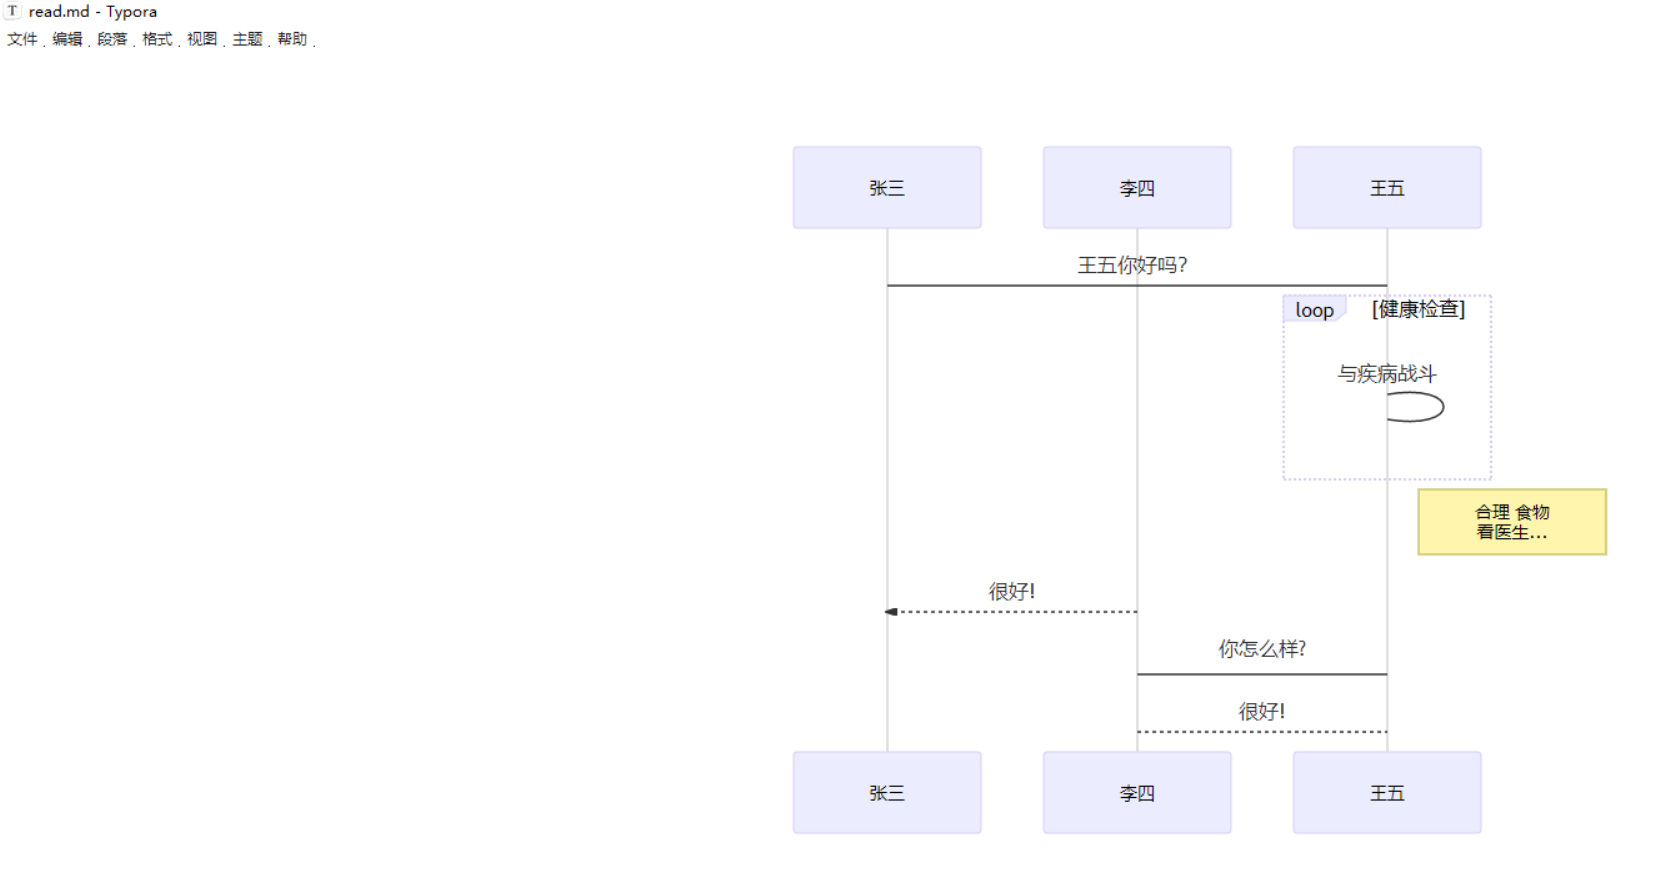 read.md - Typora
文件 编辑 段落 格式 视图 主题 帮助
张三 李四 王五
王五你好吗?
loop [健康检查]
与疾病战斗
合理 食物
看医生...
很好!
你怎么样?
很好!
张三 李四 王五